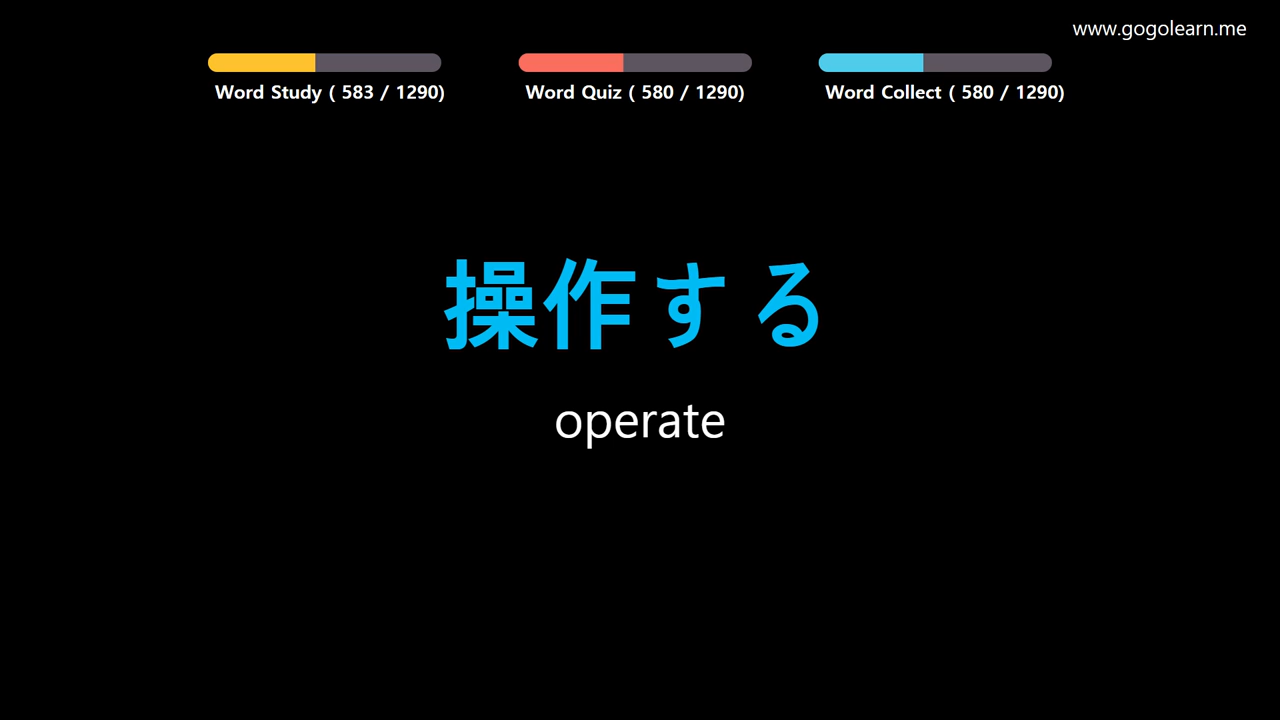 www.gogolearn.me
Word Study ( 583 / 1290)
Word Quiz ( 580 / 1290)
Word Collect ( 580 / 1290)
操作する
operate